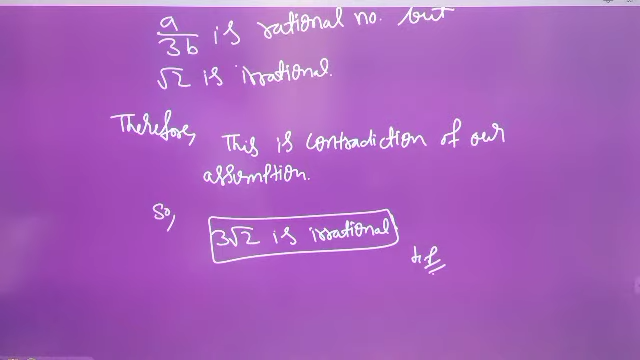 a/3b is rational no. but
√2 is irrational.
Therefore, This is contradiction of our
assumption.
So,
3√2 is irrational